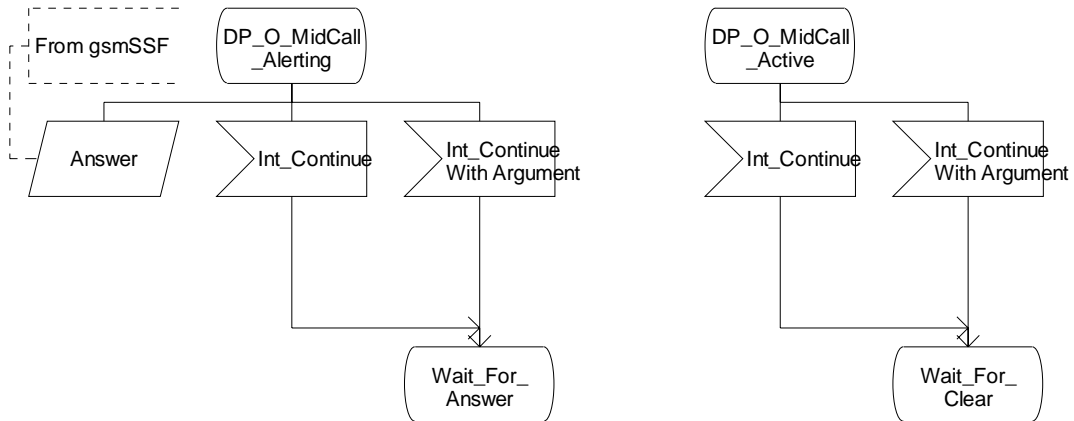 From gsmSSF
DP_O_MidCall
_Alerting
Answer
Int_Continue
Int_Continue
With Argument
Wait_For_
Answer
DP_O_MidCall
_Active
Int_Continue
Int_Continue
With Argument
Wait_For_
Clear